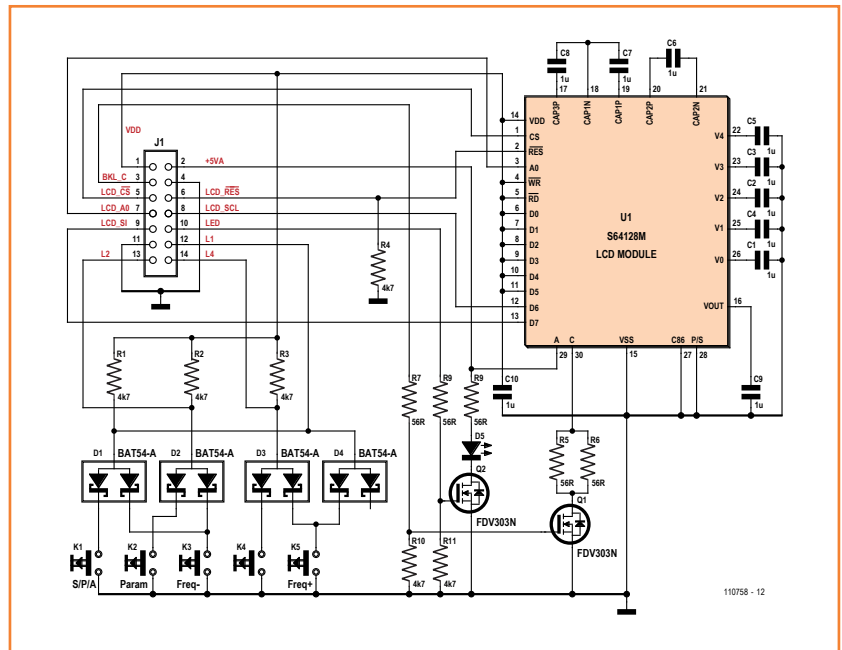 C8
1u
C7
1u
C6
1u
17 18 19 20 21
CAP3P CAP1N CAP1P CAP2P CAP2N
14 VDD
1 CS
2 RES
3 A0
4 WR
5 RD
6 D0
7 D1
8 D2
9 D3
10 D4
11 D5
12 D6
13 D7
U1
S64128M
LCD MODULE
V4 22 C5 1u
V3 23 C3 1u
V2 24 C2 1u
V1 25 C4 1u
V0 26 C1 1u
VOUT 16
A C VSS C86 P/S
29 30 15 27 28
C9
1u
C10
1u
VDD
J1
1 2 +5VA
BKL_C 3 4
LCD_CS 5 6 LCD_RES
LCD_A0 7 8 LCD_SCL
LCD_SI 9 10 LED
11 12 L1
L2 13 14 L4
R4
4k7
R1
4k7
R2
4k7
R3
4k7
R7
56R
R9
56R
R9
56R
D5
Q2
FDV303N
R5
56R
R6
56R
Q1
FDV303N
D1 BAT54-A
D2 BAT54-A
D3 BAT54-A
D4 BAT54-A
K1 K2 K3 K4 K5
S/P/A Param Freq- Freq+
R10
4k7
R11
4k7
110758 - 12